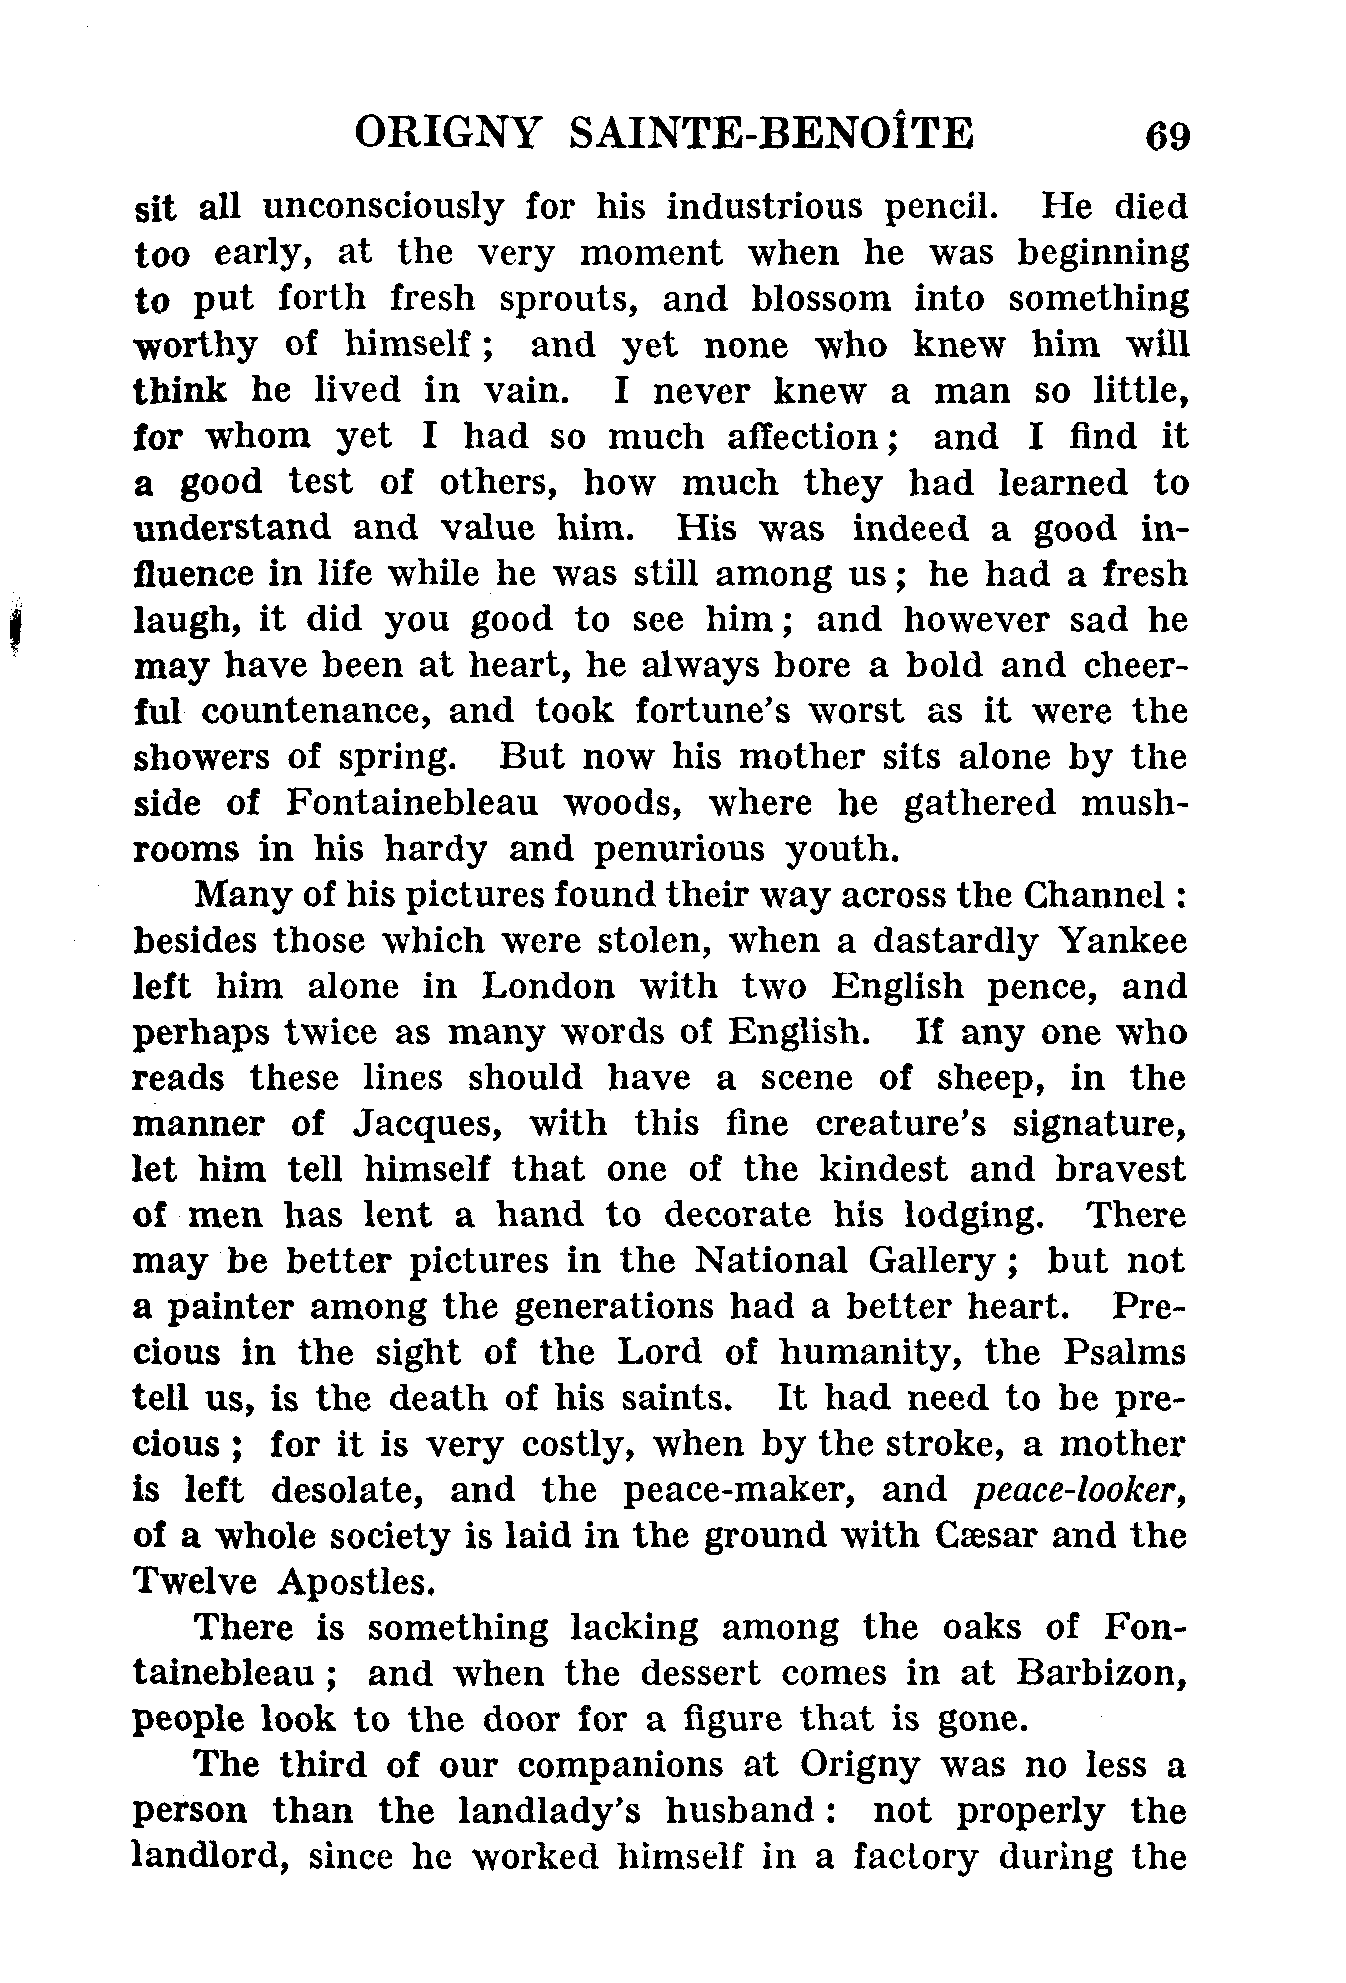 ORIGNY SAINTE-BENOÎTE 69
sit all unconsciously for his industrious pencil. He died
too early, at the very moment when he was beginning
to put forth fresh sprouts, and blossom into something
worthy of himself ; and yet none who knew him will
think he lived in vain. I never knew a man so little,
for whom yet I had so much affection ; and I find it
a good test of others, how much they had learned to
understand and value him. His was indeed a good in-
fluence in life while he was still among us ; he had a fresh
laugh, it did you good to see him ; and however sad he
may have been at heart, he always bore a bold and cheer-
ful countenance, and took fortune's worst as it were the
showers of spring. But now his mother sits alone by the
side of Fontainebleau woods, where he gathered mush-
rooms in his hardy and penurious youth.
Many of his pictures found their way across the Channel :
besides those which were stolen, when a dastardly Yankee
left him alone in London with two English pence, and
perhaps twice as many words of English. If any one who
reads these lines should have a scene of sheep, in the
manner of Jacques, with this fine creature's signature,
let him tell himself that one of the kindest and bravest
of men has lent a hand to decorate his lodging. There
may be better pictures in the National Gallery ; but not
a painter among the generations had a better heart. Pre-
cious in the sight of the Lord of humanity, the Psalms
tell us, is the death of his saints. It had need to be pre-
cious ; for it is very costly, when by the stroke, a mother
is left desolate, and the peace-maker, and peace-looker,
of a whole society is laid in the ground with Cæsar and the
Twelve Apostles.
There is something lacking among the oaks of Fon-
tainebleau ; and when the dessert comes in at Barbizon,
people look to the door for a figure that is gone.
The third of our companions at Origny was no less a
person than the landlady's husband : not properly the
landlord, since he worked himself in a factory during the